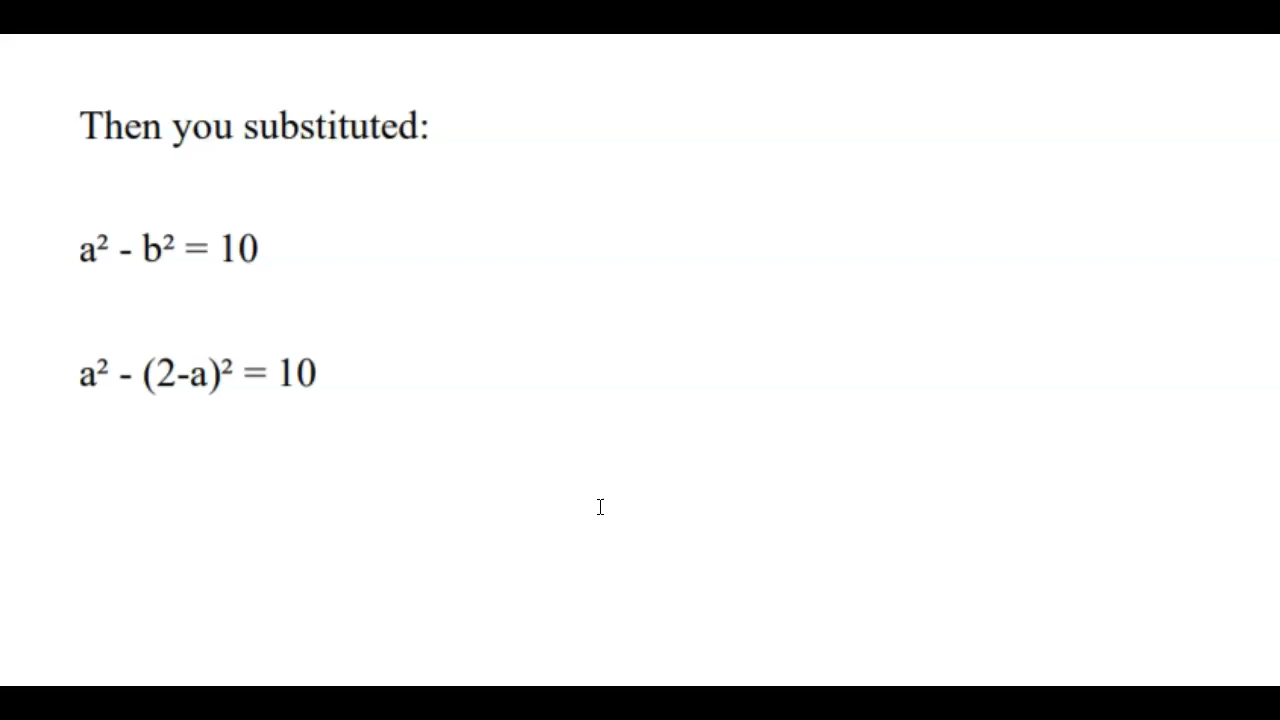 Then you substituted:
a² - b² = 10
a² - (2-a)² = 10